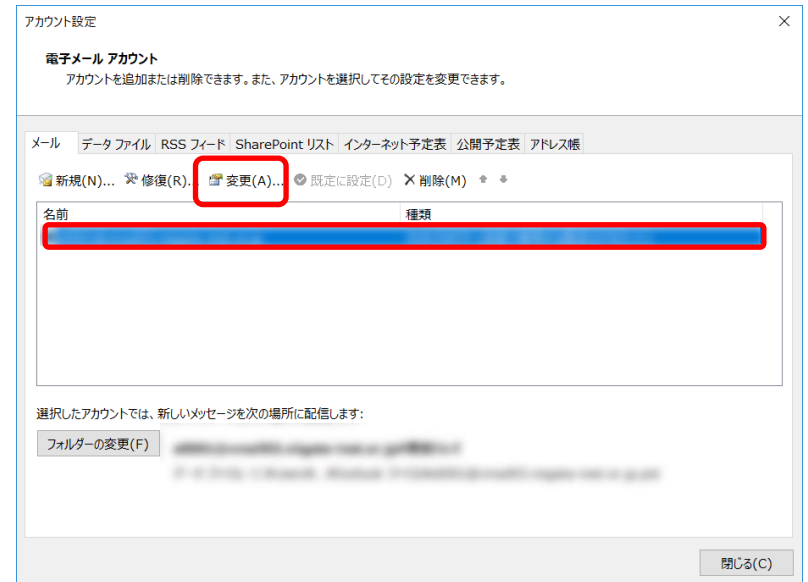 アカウント設定
電子メール アカウント
アカウントを追加または削除できます。また、アカウントを選択してその設定を変更できます。
メール データ ファイル RSS フィード SharePoint リスト インターネット予定表 公開予定表 アドレス帳
新規(N)... 修復(R)... 変更(A)... 既定に設定(D) 削除(M)
名前 種類
選択したアカウントでは、新しいメッセージを次の場所に配信します:
フォルダーの変更(F)
閉じる(C)